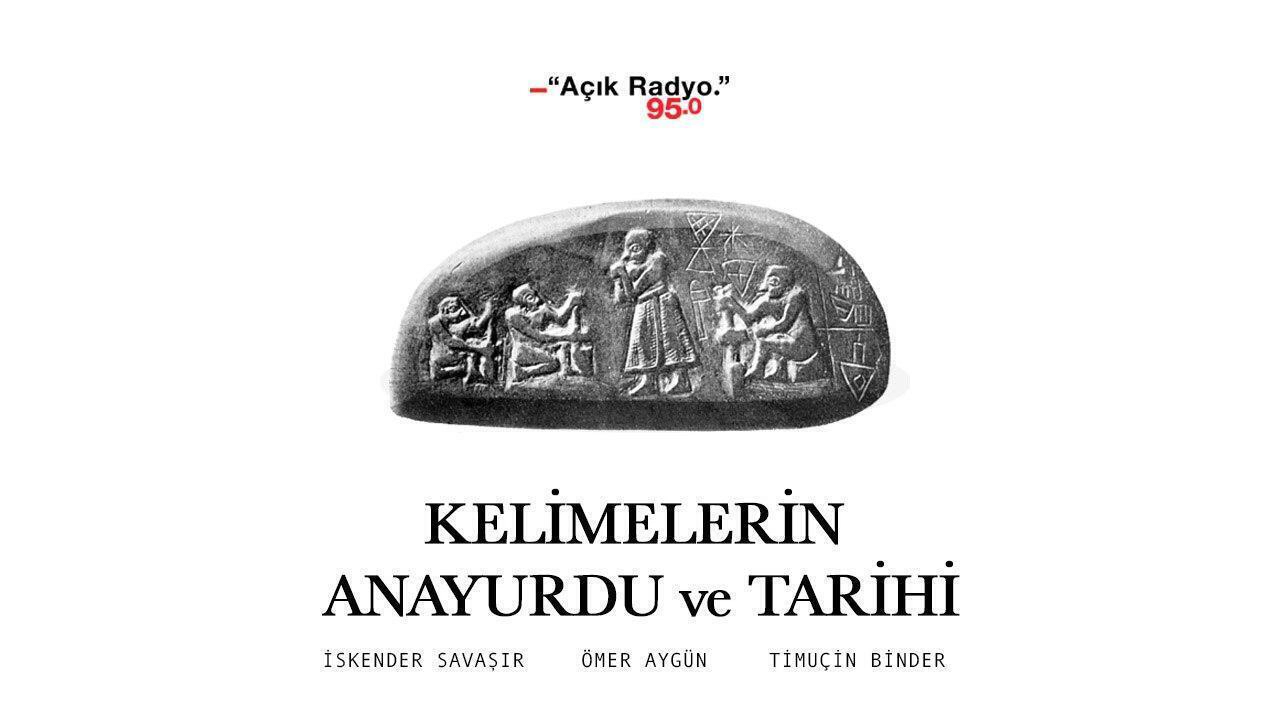 “Açık Radyo.”
95.0
KELİMELERİN
ANAYURDU ve TARİHİ
İSKENDER SAVAŞIR ÖMER AYGÜN TİMUÇİN BİNDER